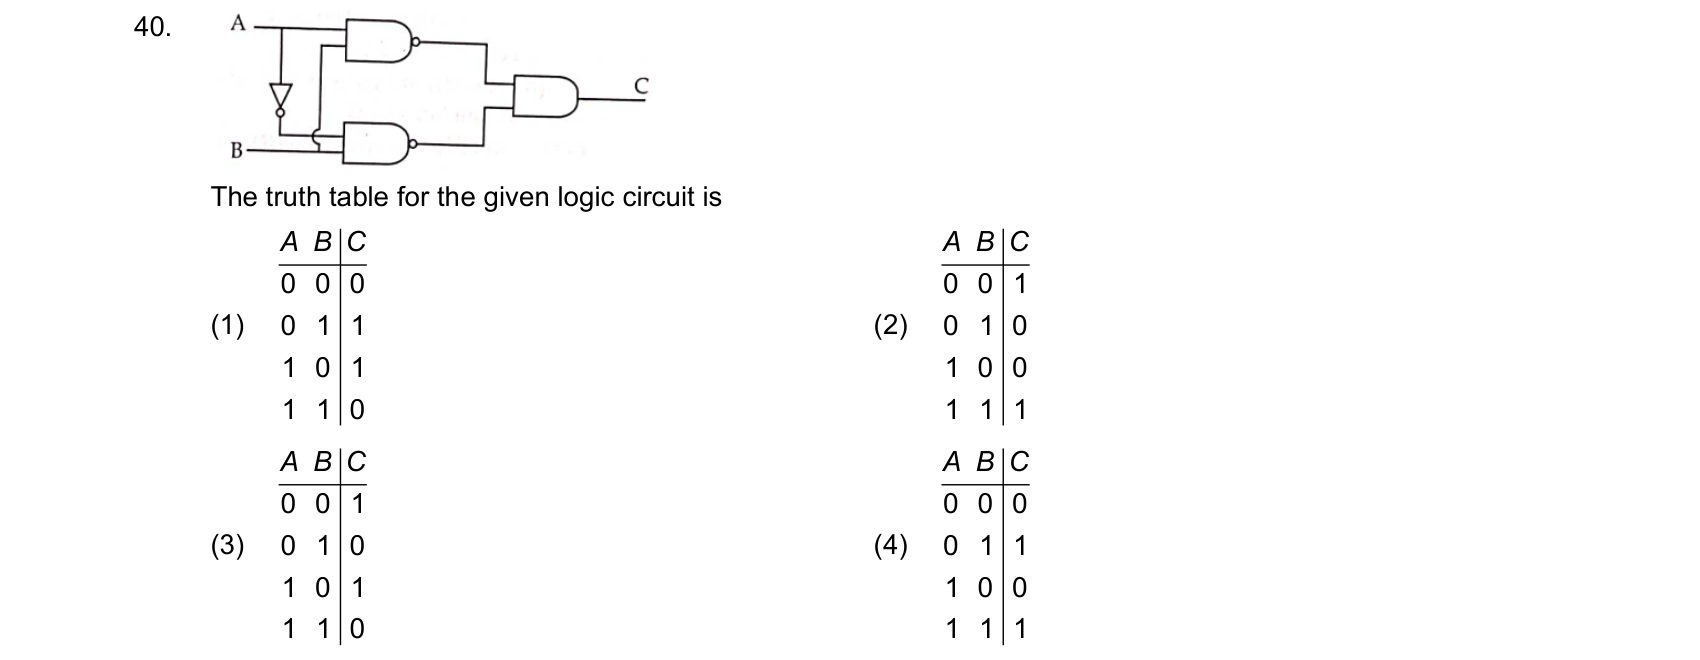 40.
A
C
B
The truth table for the given logic circuit is
A B C
0 0 0
(1) 0 1 1
1 0 1
1 1 0
A B C
0 0 1
(2) 0 1 0
1 0 0
1 1 1
A B C
0 0 1
(3) 0 1 0
1 0 1
1 1 0
A B C
0 0 0
(4) 0 1 1
1 0 0
1 1 1